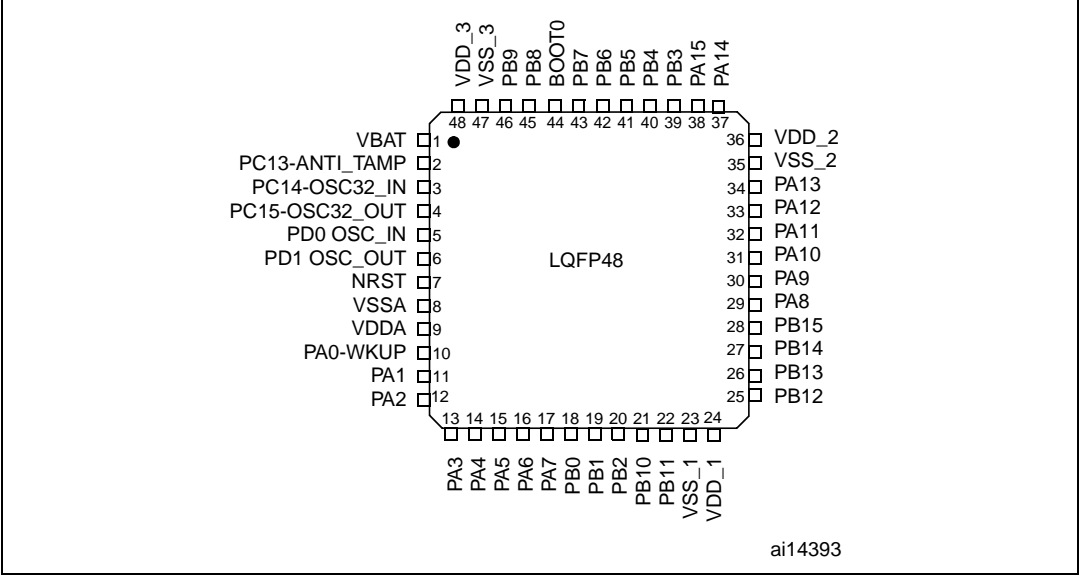 VDD_3
VSS_3
PB9
PB8
BOOT0
PB7
PB6
PB5
PB4
PB3
PA15
PA14
48 47 46 45 44 43 42 41 40 39 38 37
VBAT 1
PC13-ANTI_TAMP 2
PC14-OSC32_IN 3
PC15-OSC32_OUT 4
PD0 OSC_IN 5
PD1 OSC_OUT 6
NRST 7
VSSA 8
VDDA 9
PA0-WKUP 10
PA1 11
PA2 12
LQFP48
36 VDD_2
35 VSS_2
34 PA13
33 PA12
32 PA11
31 PA10
30 PA9
29 PA8
28 PB15
27 PB14
26 PB13
25 PB12
13 14 15 16 17 18 19 20 21 22 23 24
PA3
PA4
PA5
PA6
PA7
PB0
PB1
PB2
PB10
PB11
VSS_1
VDD_1
ai14393